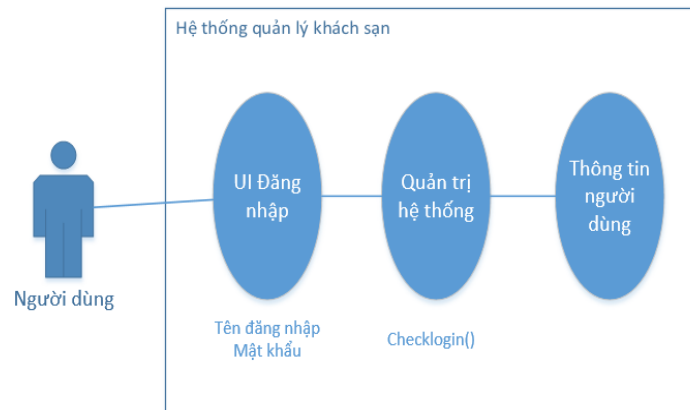 Hệ thống quản lý khách sạn
UI Đăng
nhập
Quản trị
hệ thống
Thông tin
người
dùng
Người dùng
Tên đăng nhập
Mật khẩu
Checklogin()